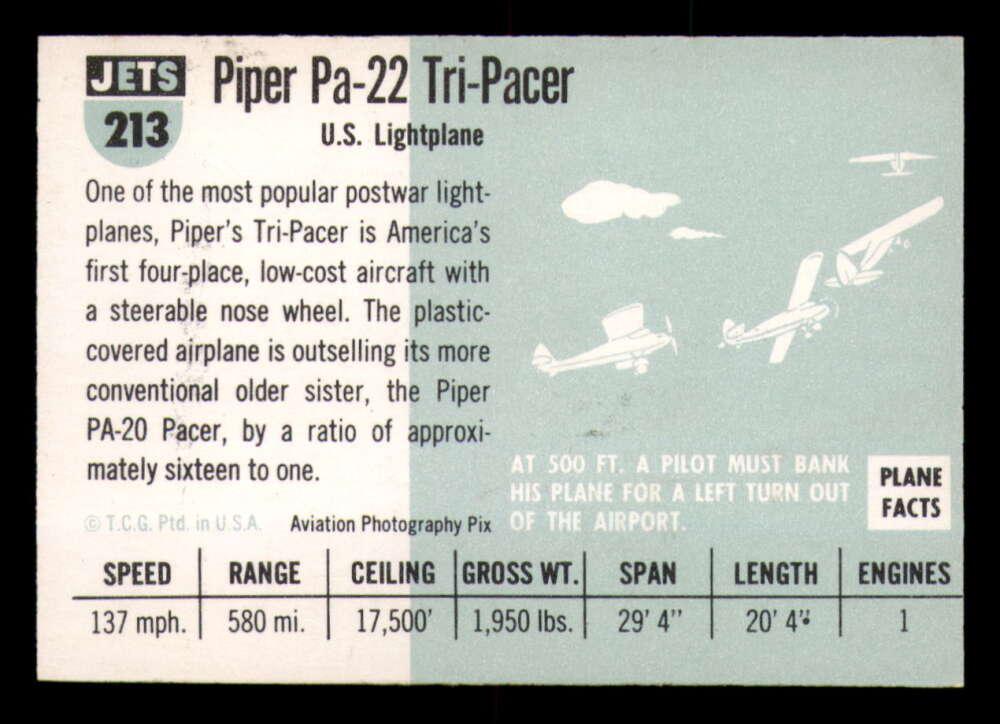 JETS
213
Piper Pa-22 Tri-Pacer
U.S. Lightplane
One of the most popular postwar light-
planes, Piper's Tri-Pacer is America's
first four-place, low-cost aircraft with
a steerable nose wheel. The plastic-
covered airplane is outselling its more
conventional older sister, the Piper
PA-20 Pacer, by a ratio of approxi-
mately sixteen to one.
© T.C.G. Ptd. in U.S.A. Aviation Photography Pix
AT 500 FT. A PILOT MUST BANK
HIS PLANE FOR A LEFT TURN OUT
OF THE AIRPORT.
PLANE
FACTS
SPEED RANGE CEILING GROSS WT. SPAN LENGTH ENGINES
137 mph. 580 mi. 17,500' 1,950 lbs. 29' 4" 20' 4" 1